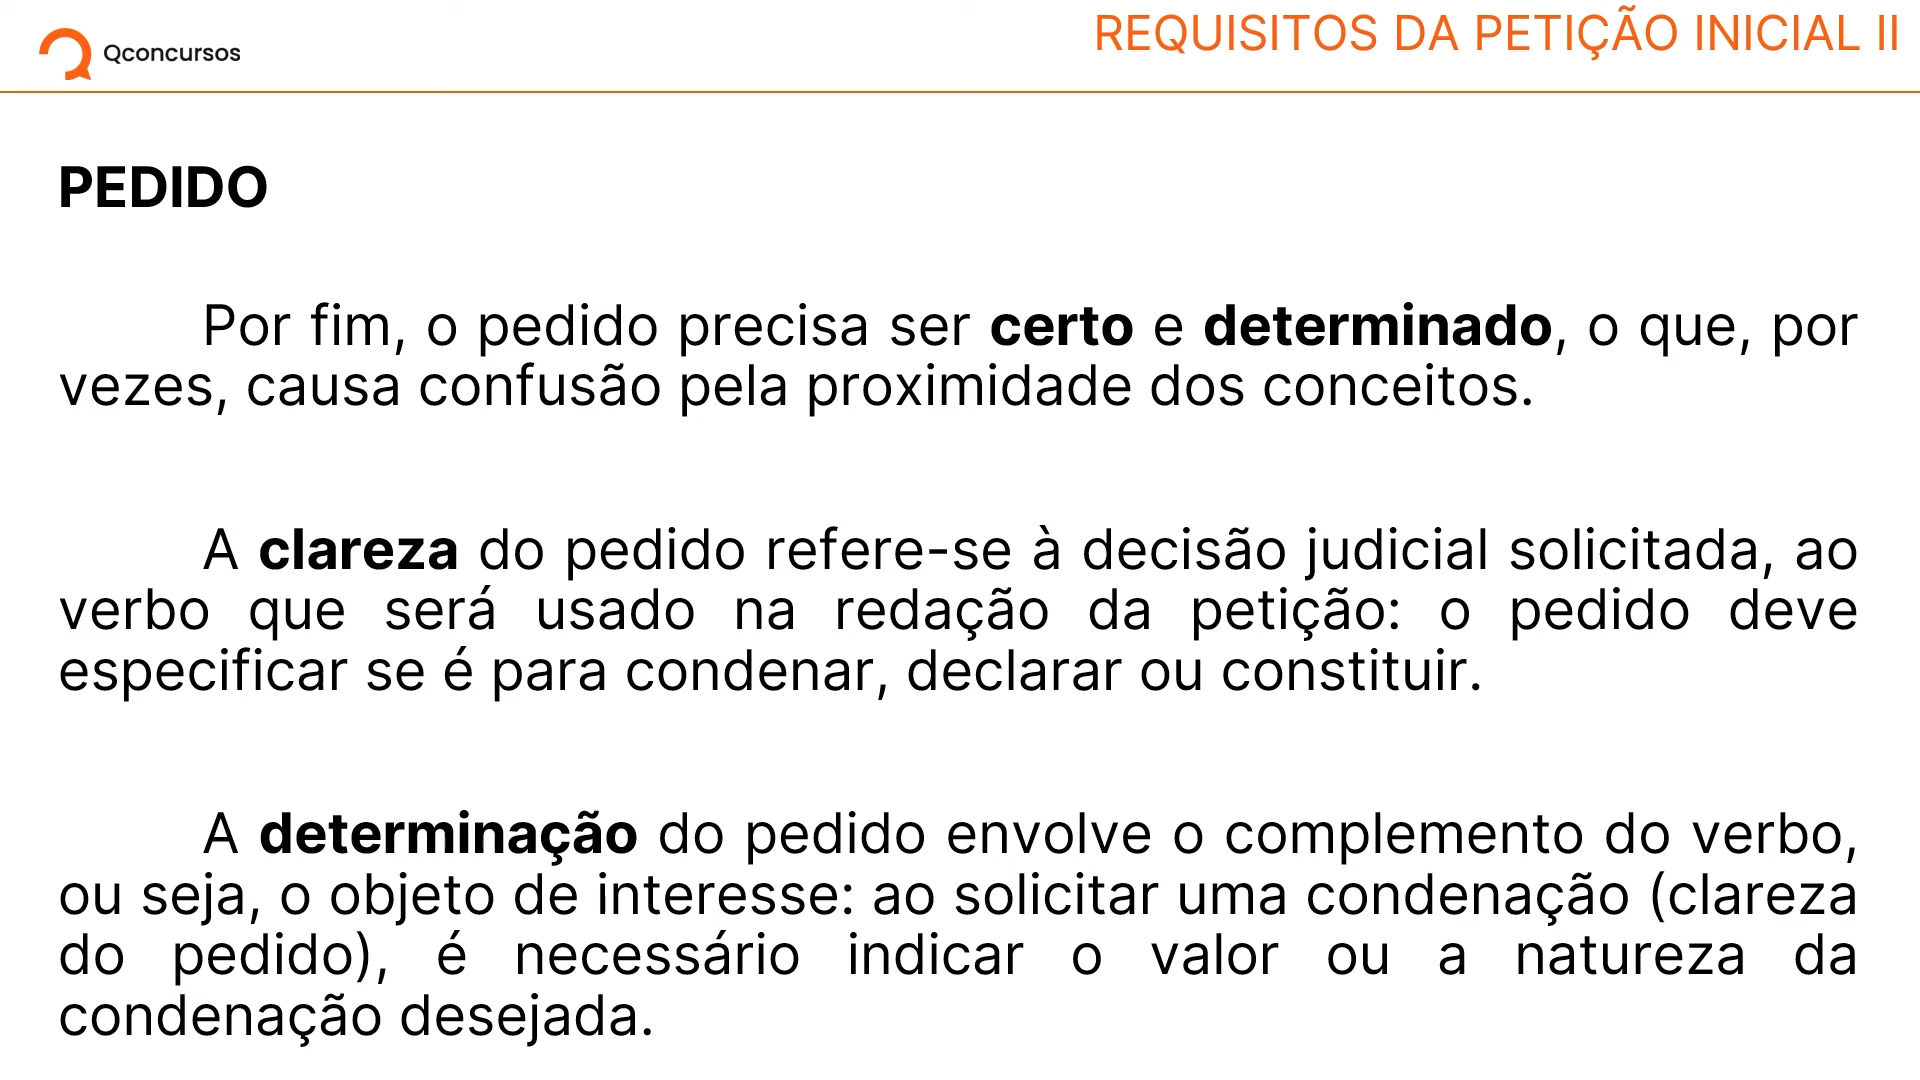 Qconcursos
REQUISITOS DA PETIÇÃO INICIAL II
PEDIDO
Por fim, o pedido precisa ser certo e determinado, o que, por
vezes, causa confusão pela proximidade dos conceitos.
A clareza do pedido refere-se à decisão judicial solicitada, ao
verbo que será usado na redação da petição: o pedido deve
especificar se é para condenar, declarar ou constituir.
A determinação do pedido envolve o complemento do verbo,
ou seja, o objeto de interesse: ao solicitar uma condenação (clareza
do pedido), é necessário indicar o valor ou a natureza da
condenação desejada.